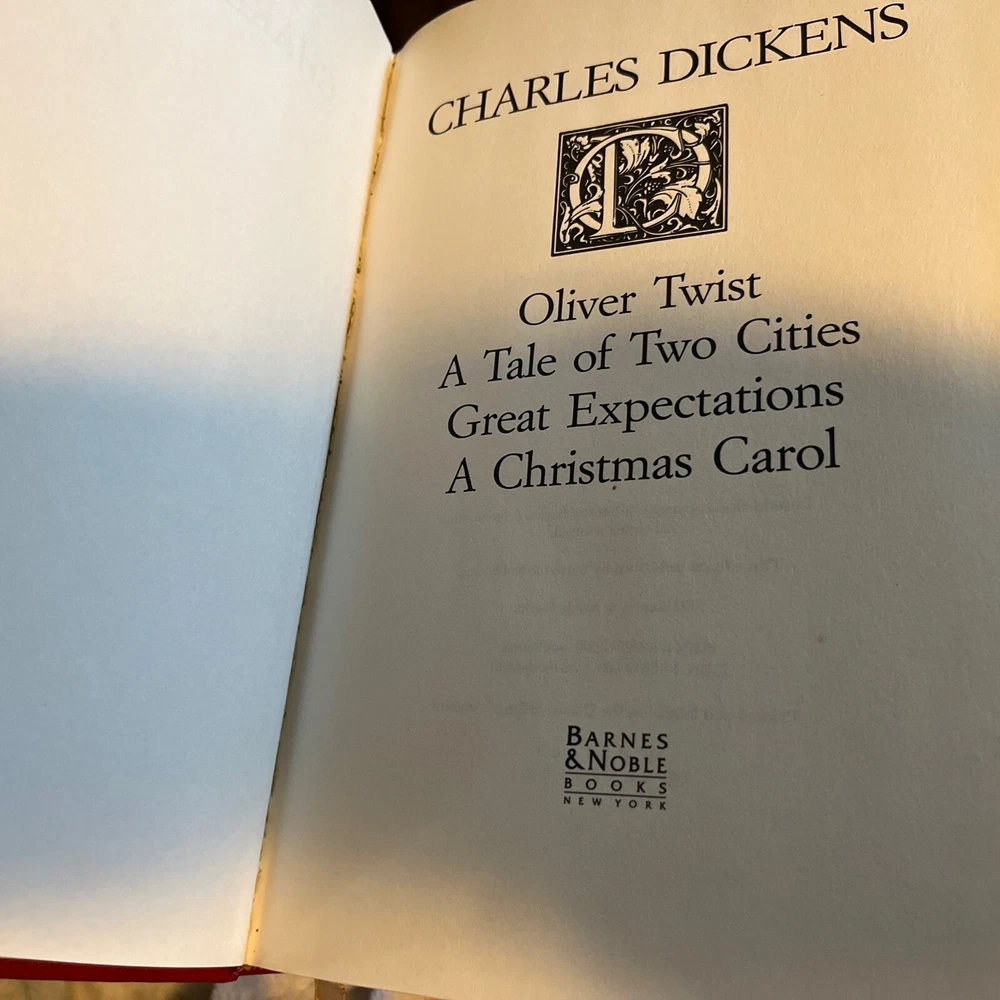 CHARLES DICKENS
Oliver Twist
A Tale of Two Cities
Great Expectations
A Christmas Carol
BARNES
& NOBLE
BOOKS
NEW YORK